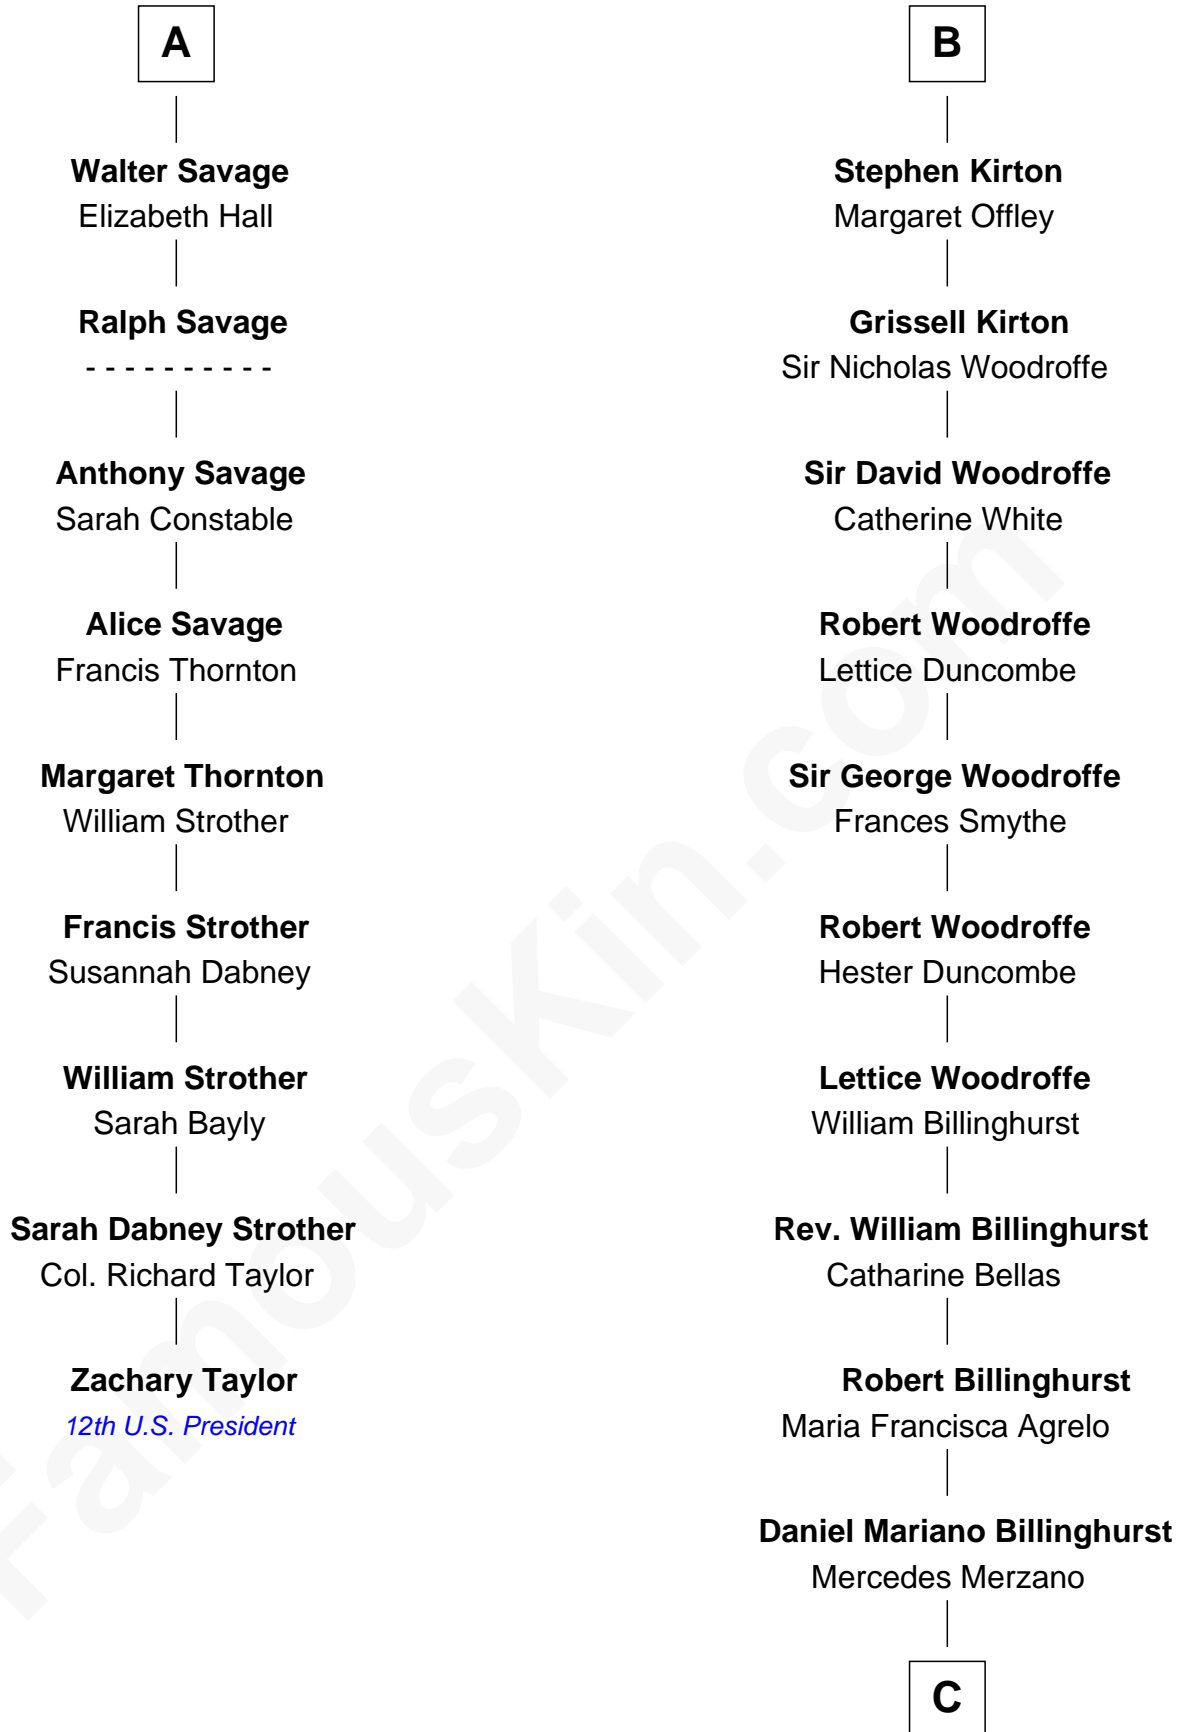 A
Walter Savage
Elizabeth Hall
Ralph Savage
- - - - - - - - - -
Anthony Savage
Sarah Constable
Alice Savage
Francis Thornton
Margaret Thornton
William Strother
Francis Strother
Susannah Dabney
William Strother
Sarah Bayly
Sarah Dabney Strother
Col. Richard Taylor
Zachary Taylor
12th U.S. President
B
Stephen Kirton
Margaret Offley
Grissell Kirton
Sir Nicholas Woodroffe
Sir David Woodroffe
Catherine White
Robert Woodroffe
Lettice Duncombe
Sir George Woodroffe
Frances Smythe
Robert Woodroffe
Hester Duncombe
Lettice Woodroffe
William Billinghurst
Rev. William Billinghurst
Catharine Bellas
Robert Billinghurst
Maria Francisca Agrelo
Daniel Mariano Billinghurst
Mercedes Merzano
C
FamousKin.com